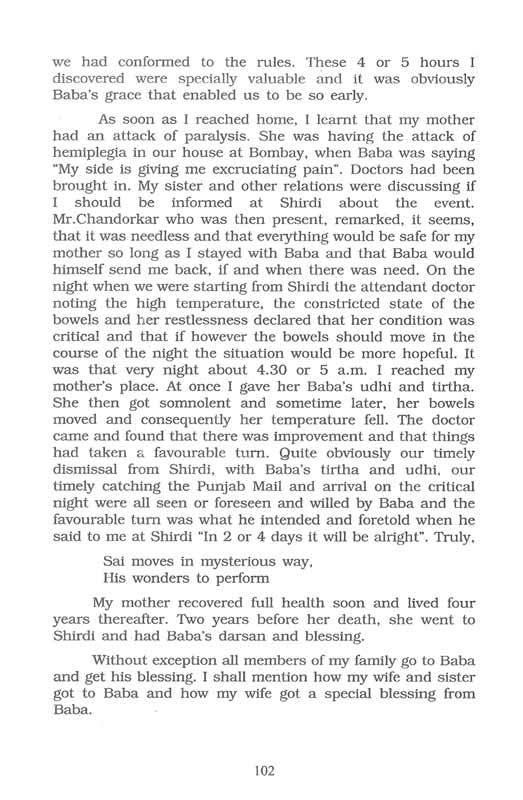 we had conformed to the rules. These 4 or 5 hours I
discovered were specially valuable and it was obviously
Baba's grace that enabled us to be so early.
As soon as I reached home, I learnt that my mother
had an attack of paralysis. She was having the attack of
hemiplegia in our house at Bombay, when Baba was saying
"My side is giving me excruciating pain". Doctors had been
brought in. My sister and other relations were discussing if
I should be informed at Shirdi about the event.
Mr.Chandorkar who was then present, remarked, it seems,
that it was needless and that everything would be safe for my
mother so long as I stayed with Baba and that Baba would
himself send me back, if and when there was need. On the
night when we were starting from Shirdi the attendant doctor
noting the high temperature, the constricted state of the
bowels and her restlessness declared that her condition was
critical and that if however the bowels should move in the
course of the night the situation would be more hopeful. It
was that very night about 4.30 or 5 a.m. I reached my
mother's place. At once I gave her Baba's udhi and tirtha.
She then got somnolent and sometime later, her bowels
moved and consequently her temperature fell. The doctor
came and found that there was improvement and that things
had taken a favourable turn. Quite obviously our timely
dismissal from Shirdi, with Baba's tirtha and udhi, our
timely catching the Punjab Mail and arrival on the critical
night were all seen or foreseen and willed by Baba and the
favourable turn was what he intended and foretold when he
said to me at Shirdi "In 2 or 4 days it will be alright". Truly,
Sai moves in mysterious way,
His wonders to perform
My mother recovered full health soon and lived four
years thereafter. Two years before her death, she went to
Shirdi and had Baba's darsan and blessing.
Without exception all members of my family go to Baba
and get his blessing. I shall mention how my wife and sister
got to Baba and how my wife got a special blessing from
Baba.
102